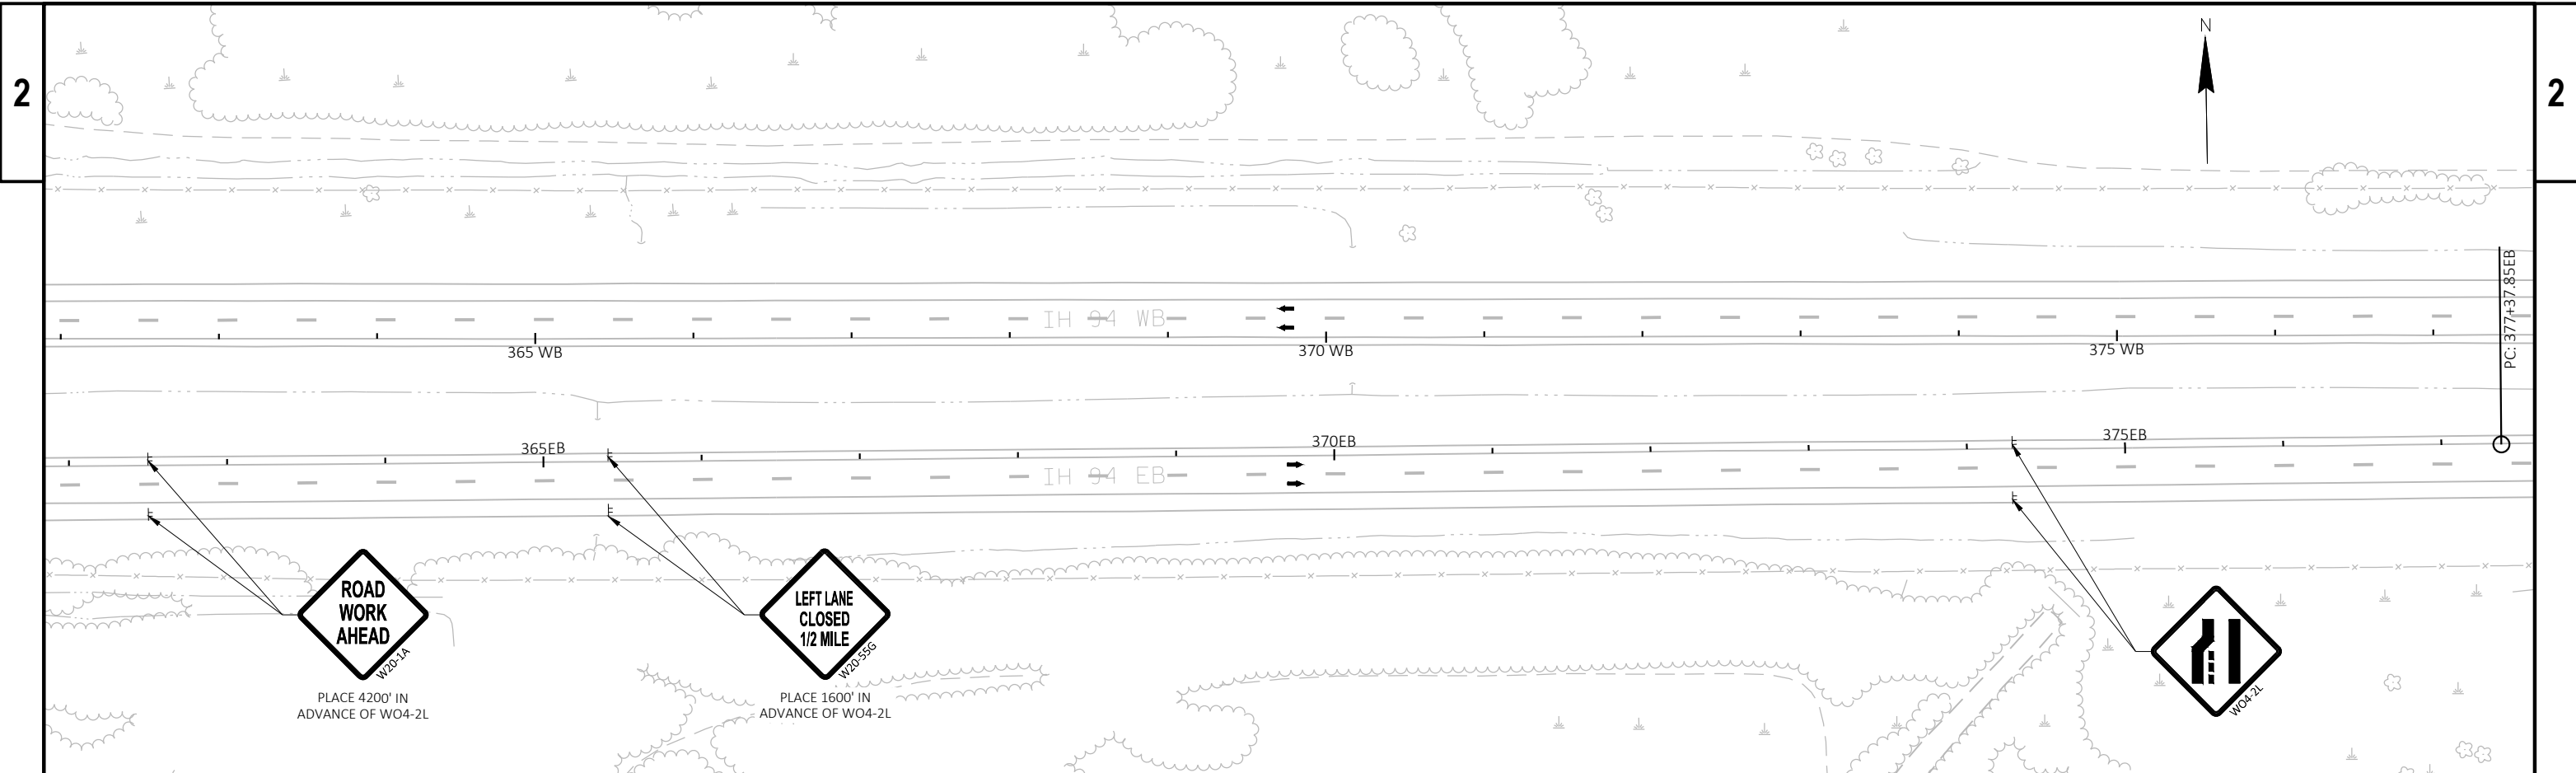 2
2
N
PC: 377+37.85EB
IH 94 WB
365 WB
370 WB
375 WB
365EB
370EB
375EB
IH 94 EB
ROAD
WORK
AHEAD
W20-1A
PLACE 4200' IN
ADVANCE OF WO4-2L
LEFT LANE
CLOSED
1/2 MILE
W20-55G
PLACE 1600' IN
ADVANCE OF WO4-2L
WO4-2L